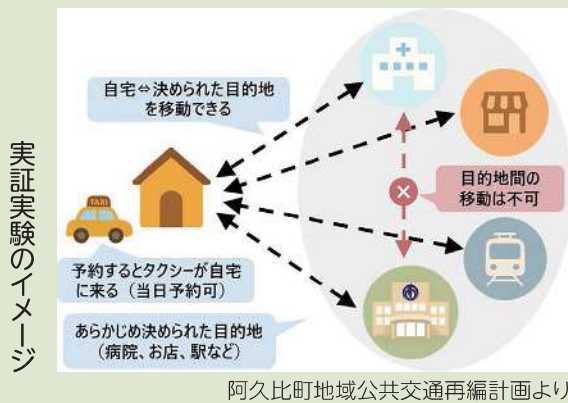 実証実験のイメージ
自宅⇔決められた目的地
を移動できる
TAXI
目的地間の
移動は不可
予約するとタクシーが自宅
に来る（当日予約可）
あらかじめ決められた目的地
（病院、お店、駅など）
阿久比町地域公共交通再編計画より